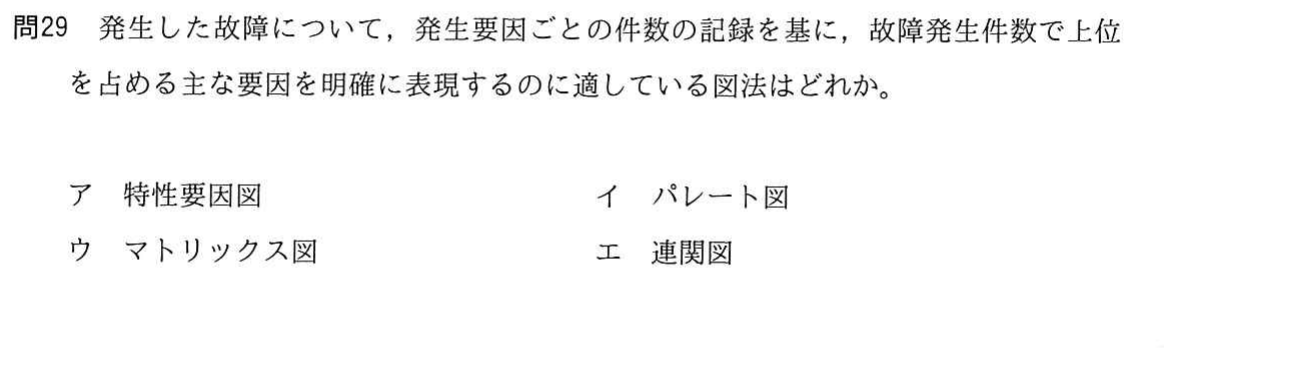 問29 発生した故障について，発生要因ごとの件数の記録を基に，故障発生件数で上位
を占める主な要因を明確に表現するのに適している図法はどれか。
ア 特性要因図 イ パレート図
ウ マトリックス図 エ 連関図